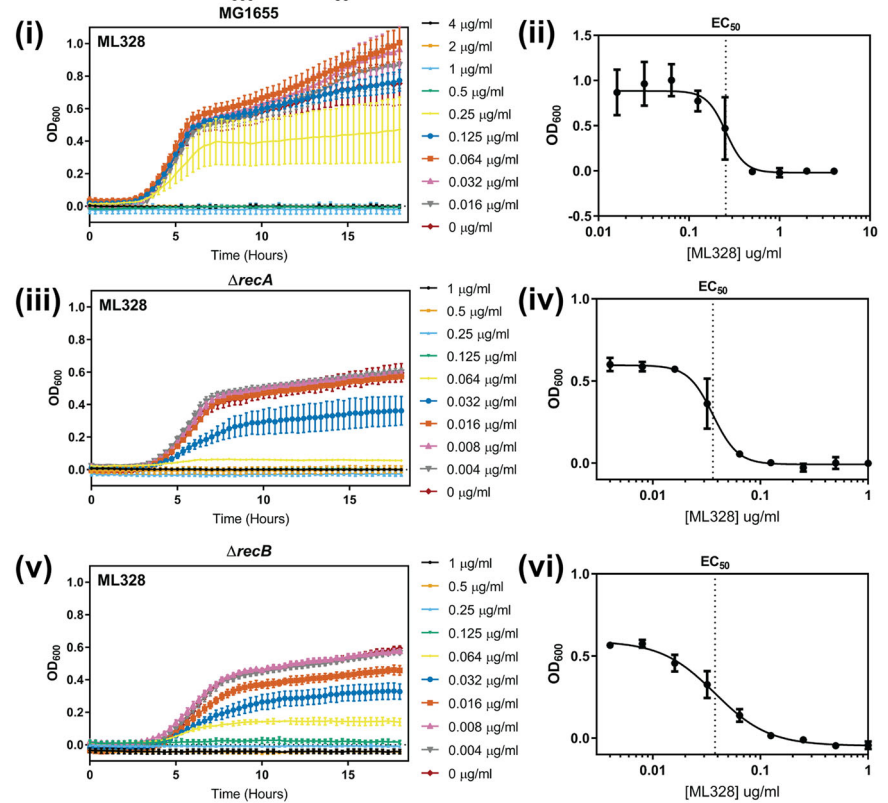 MG1655
(i)
ML328
OD600
1.0
0.8
0.6
0.4
0.2
0.0
0
5
10
15
Time (Hours)
4 μg/ml
2 μg/ml
1 μg/ml
0.5 μg/ml
0.25 μg/ml
0.125 μg/ml
0.064 μg/ml
0.032 μg/ml
0.016 μg/ml
0 μg/ml
(ii)
EC50
OD600
1.5
1.0
0.5
0.0
-0.5
0.01
0.1
1
10
[ML328] ug/ml
(iii)
ΔrecA
ML328
OD600
1.0
0.8
0.6
0.4
0.2
0.0
0
5
10
15
Time (Hours)
1 μg/ml
0.5 μg/ml
0.25 μg/ml
0.125 μg/ml
0.064 μg/ml
0.032 μg/ml
0.016 μg/ml
0.008 μg/ml
0.004 μg/ml
0 μg/ml
(iv)
EC50
OD600
1.0
0.5
0.0
0.01
0.1
1
[ML328] ug/ml
(v)
ΔrecB
ML328
OD600
1.0
0.8
0.6
0.4
0.2
0.0
0
5
10
15
Time (Hours)
1 μg/ml
0.5 μg/ml
0.25 μg/ml
0.125 μg/ml
0.064 μg/ml
0.032 μg/ml
0.016 μg/ml
0.008 μg/ml
0.004 μg/ml
0 μg/ml
(vi)
EC50
OD600
1.0
0.5
0.0
0.01
0.1
1
[ML328] ug/ml